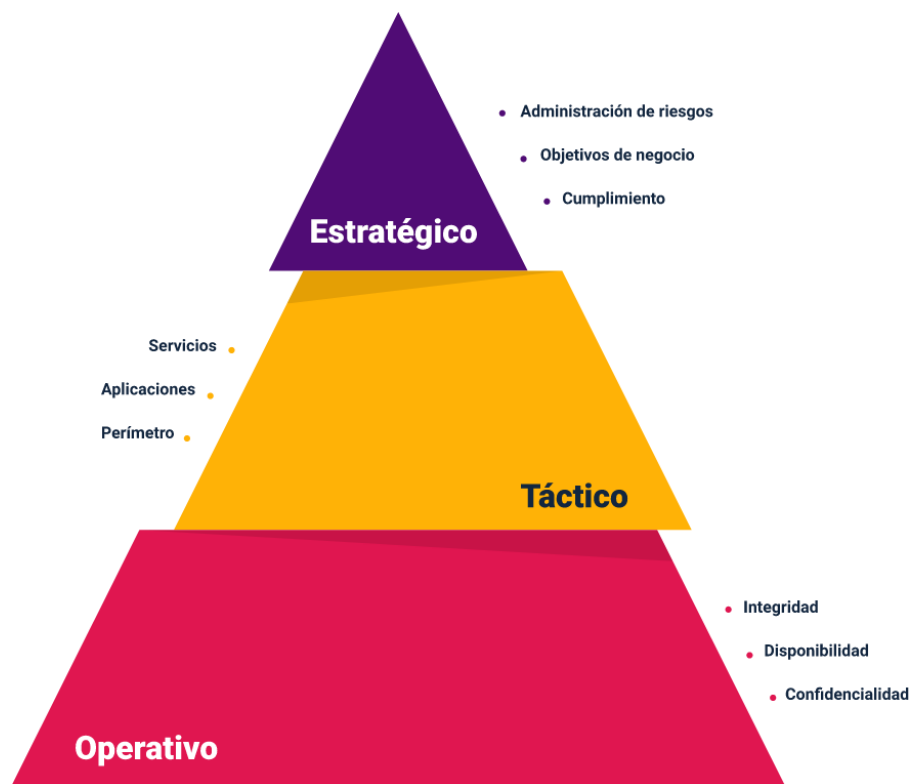 Administración de riesgos
Objetivos de negocio
Cumplimiento
Estratégico
Servicios
Aplicaciones
Perímetro
Táctico
Integridad
Disponibilidad
Confidencialidad
Operativo